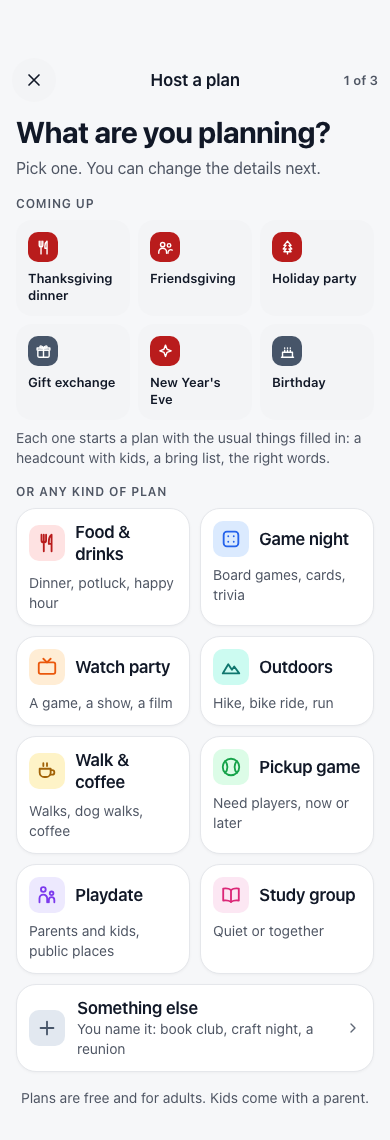 Host a plan
1 of 3
What are you planning?
Pick one. You can change the details next.
COMING UP
Thanksgiving
dinner
Friendsgiving
Holiday party
Gift exchange
New Year's
Eve
Birthday
Each one starts a plan with the usual things filled in: a
headcount with kids, a bring list, the right words.
OR ANY KIND OF PLAN
Food &
drinks
Dinner, potluck, happy
hour
Game night
Board games, cards,
trivia
Watch party
A game, a show, a film
Outdoors
Hike, bike ride, run
Walk &
coffee
Walks, dog walks,
coffee
Pickup game
Need players, now or
later
Playdate
Parents and kids,
public places
Study group
Quiet or together
Something else
You name it: book club, craft night, a
reunion
Plans are free and for adults. Kids come with a parent.